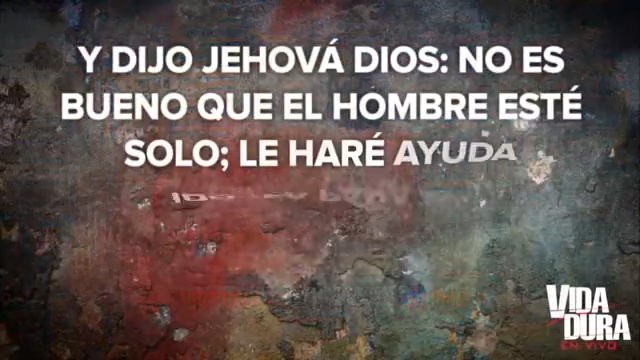 Y DIJO JEHOVÁ DIOS: NO ES
BUENO QUE EL HOMBRE ESTÉ
SOLO; LE HARÉ AYUDA
VIDA
DURA
EN VIVO